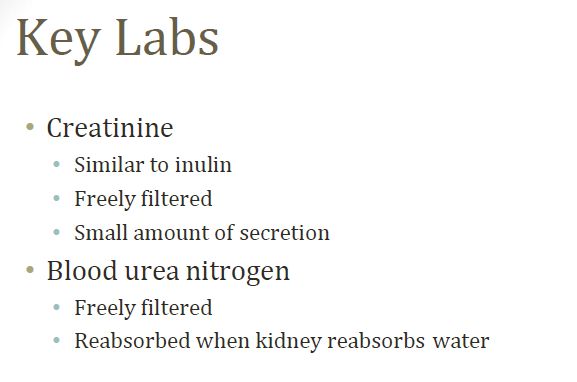 Key Labs
• Creatinine
• Similar to inulin
• Freely filtered
• Small amount of secretion
• Blood urea nitrogen
• Freely filtered
• Reabsorbed when kidney reabsorbs water